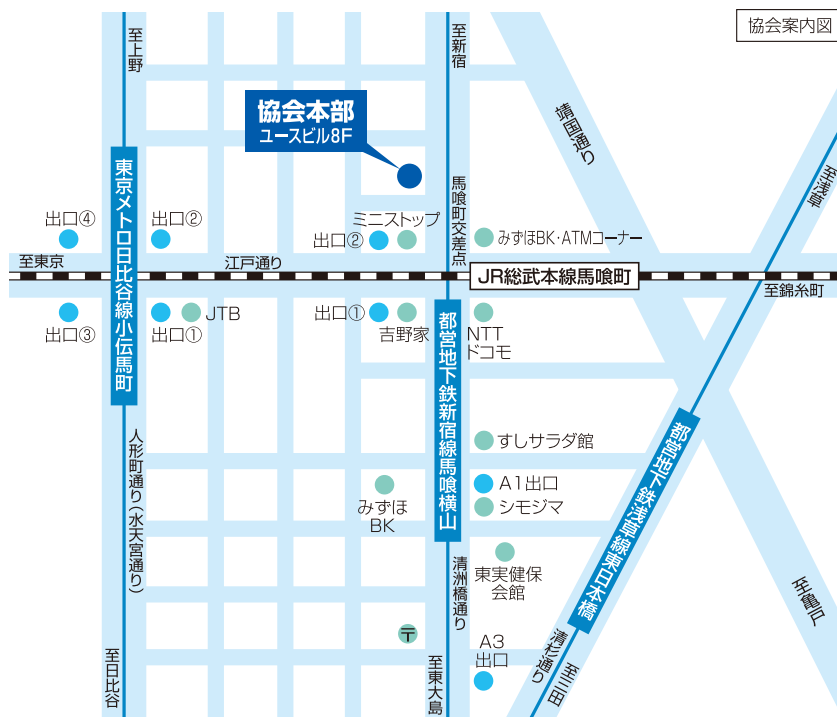 協会案内図
至上野
至新宿
協会本部
ユースビル8F
靖国通り
至浅草
東京メトロ日比谷線小伝馬町
馬喰町交差点
出口④
出口②
ミニストップ
出口②
みずほBK・ATMコーナー
至東京
江戸通り
JR総武本線馬喰町
至錦糸町
出口③
出口①
JTB
出口①
吉野家
NTT
ドコモ
都営地下鉄新宿線馬喰横山
都営地下鉄浅草線東日本橋
すしサラダ館
人形町通り(水天宮通り)
みずほ
BK
A1出口
シモジマ
東実健保
会館
清洲橋通り
至亀戸
〒
A3
出口
清杉通り
至三田
至日比谷
至東大島